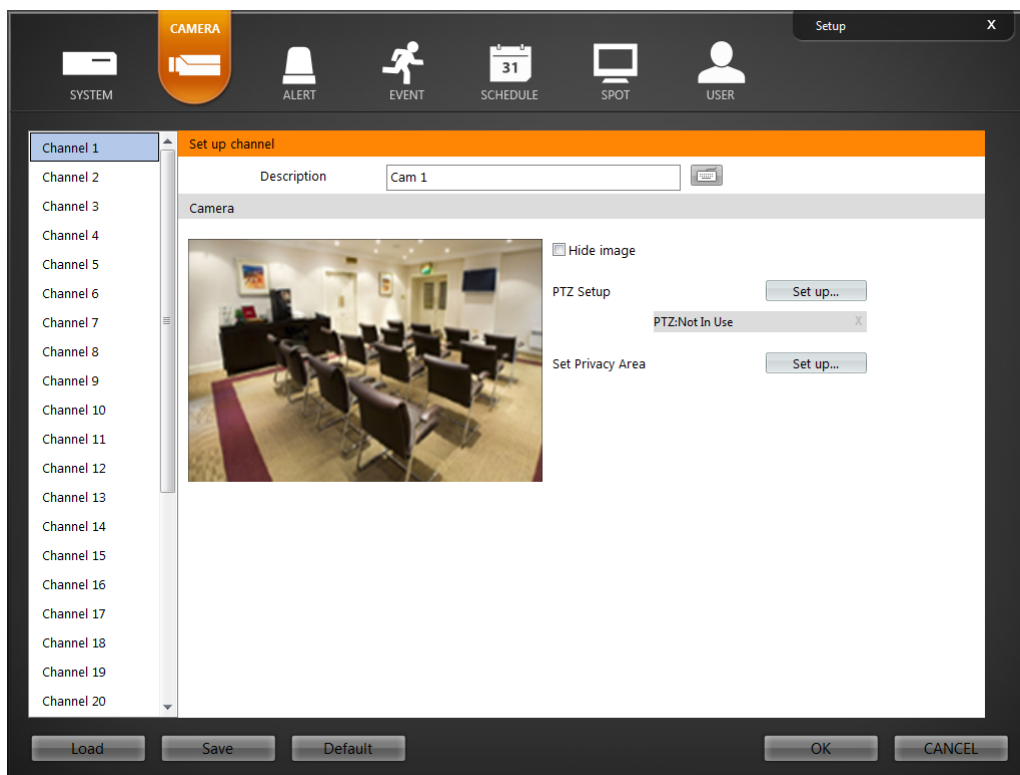 CAMERA
Setup
X
SYSTEM
ALERT
EVENT
31
SCHEDULE
SPOT
USER
Channel 1
Channel 2
Channel 3
Channel 4
Channel 5
Channel 6
Channel 7
Channel 8
Channel 9
Channel 10
Channel 11
Channel 12
Channel 13
Channel 14
Channel 15
Channel 16
Channel 17
Channel 18
Channel 19
Channel 20
Set up channel
Description
Cam 1
Camera
Hide image
PTZ Setup
Set up...
PTZ:Not In Use
X
Set Privacy Area
Set up...
Load
Save
Default
OK
CANCEL